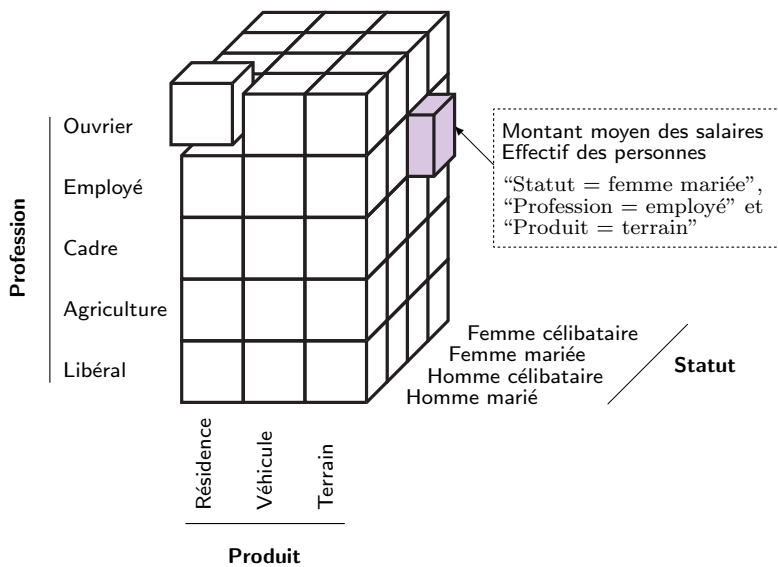 Ouvrier
Employé
Cadre
Agriculture
Libéral
Profession
Montant moyen des salaires
Effectif des personnes
“Statut = femme mariée”,
“Profession = employé” et
“Produit = terrain”
Femme célibataire
Femme mariée
Homme célibataire
Homme marié
Statut
Résidence
Véhicule
Terrain
Produit